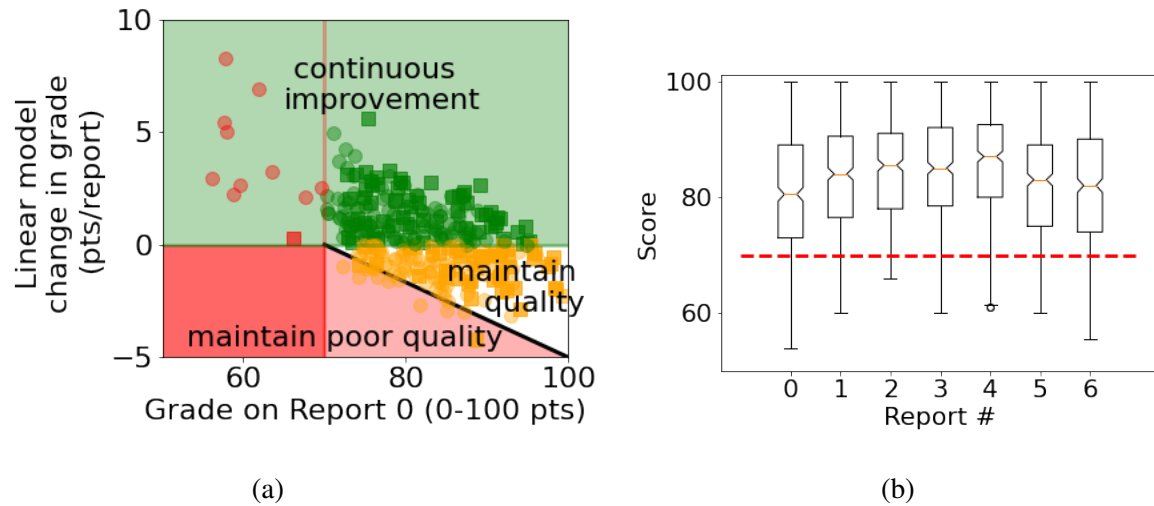 10
5
0
−5
Linear model
change in grade
(pts/report)
continuous
improvement
maintain
quality
maintain poor quality
60
80
100
Grade on Report 0 (0-100 pts)
(a)
100
80
60
Score
0
1
2
3
4
5
6
Report #
(b)